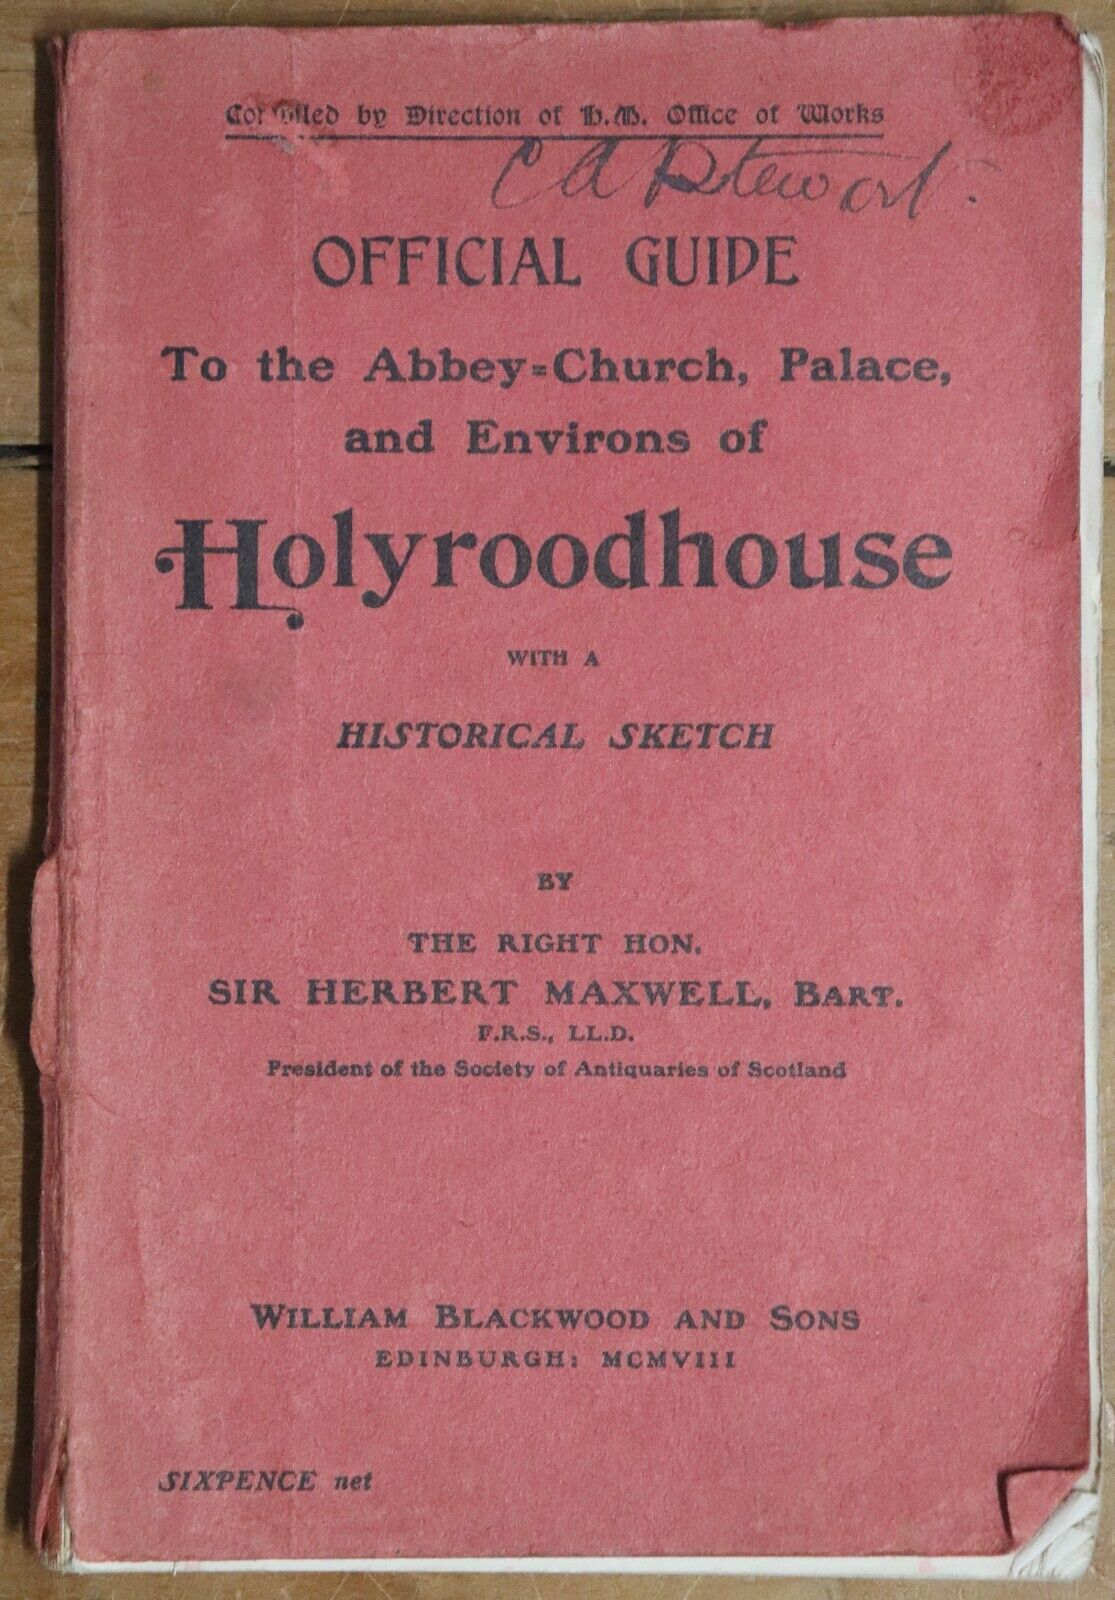 Compiled by Direction of H.M. Office of Works
C A Stewart.
OFFICIAL GUIDE
To the Abbey=Church, Palace,
and Environs of
Holyroodhouse
WITH A
HISTORICAL SKETCH
BY
THE RIGHT HON.
SIR HERBERT MAXWELL, BART.
F.R.S., LL.D.
President of the Society of Antiquaries of Scotland
WILLIAM BLACKWOOD AND SONS
EDINBURGH: MCMVIII
SIXPENCE net